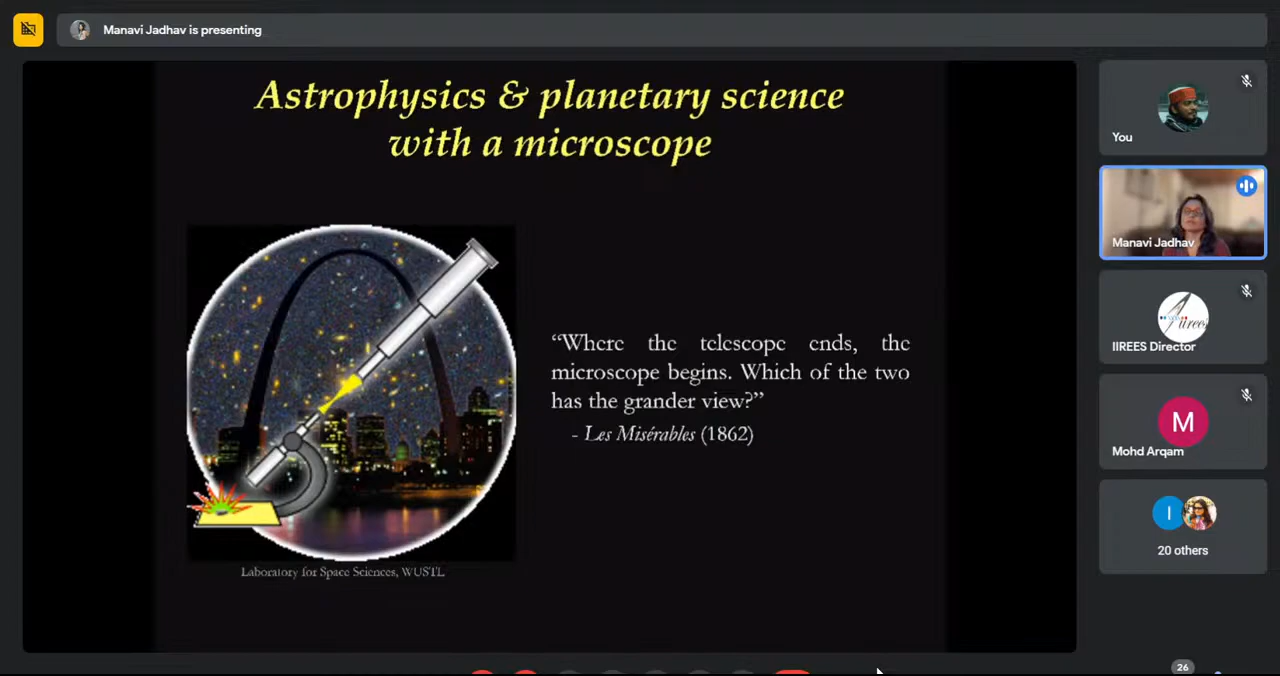 Manavi Jadhav is presenting
Astrophysics & planetary science
with a microscope
“Where the telescope ends, the
microscope begins. Which of the two
has the grander view?”
- Les Misérables (1862)
Laboratory for Space Sciences, WUSTL
You
Manavi Jadhav
IIREES Director
M
Mohd Arqam
I
20 others
26